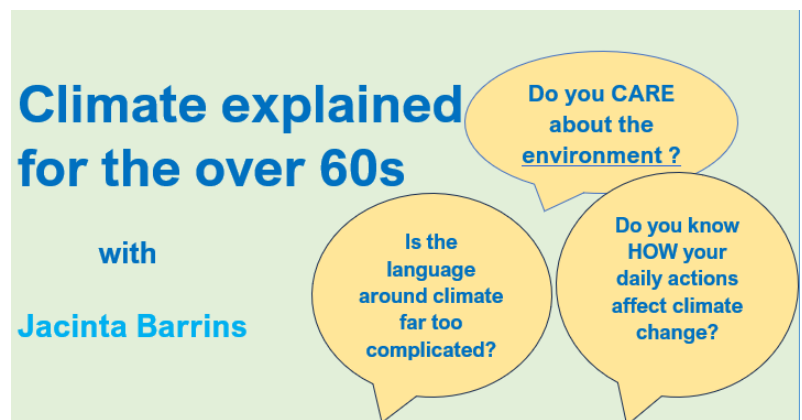 Climate explained
for the over 60s
with
Jacinta Barrins
Do you CARE
about the
environment ?
Is the
language
around climate
far too
complicated?
Do you know
HOW your
daily actions
affect climate
change?